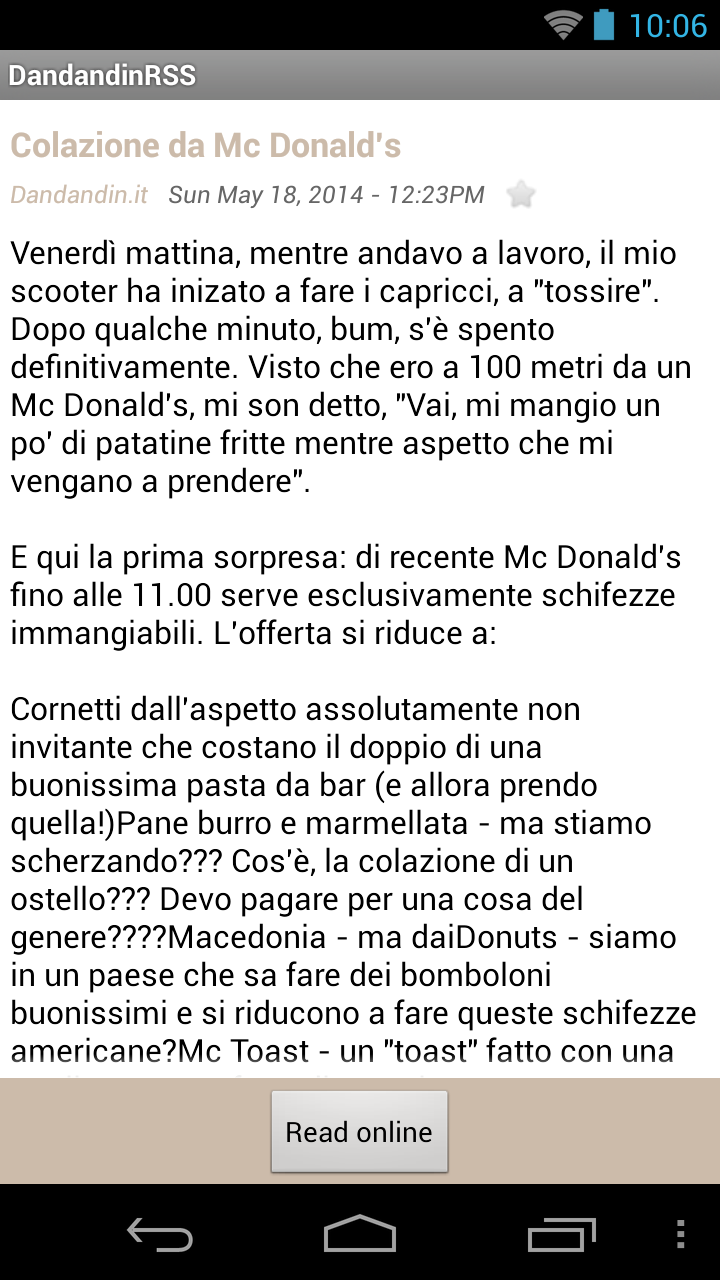 10:06
DandandinRSS
Colazione da Mc Donald's
Dandandin.it Sun May 18, 2014 - 12:23PM
Venerdì mattina, mentre andavo a lavoro, il mio
scooter ha inizato a fare i capricci, a "tossire".
Dopo qualche minuto, bum, s'è spento
definitivamente. Visto che ero a 100 metri da un
Mc Donald's, mi son detto, "Vai, mi mangio un
po' di patatine fritte mentre aspetto che mi
vengano a prendere".
E qui la prima sorpresa: di recente Mc Donald's
fino alle 11.00 serve esclusivamente schifezze
immangiabili. L'offerta si riduce a:
Cornetti dall'aspetto assolutamente non
invitante che costano il doppio di una
buonissima pasta da bar (e allora prendo
quella!)Pane burro e marmellata - ma stiamo
scherzando??? Cos'è, la colazione di un
ostello??? Devo pagare per una cosa del
genere????Macedonia - ma daiDonuts - siamo
in un paese che sa fare dei bomboloni
buonissimi e si riducono a fare queste schifezze
americane?Mc Toast - un "toast" fatto con una
Read online